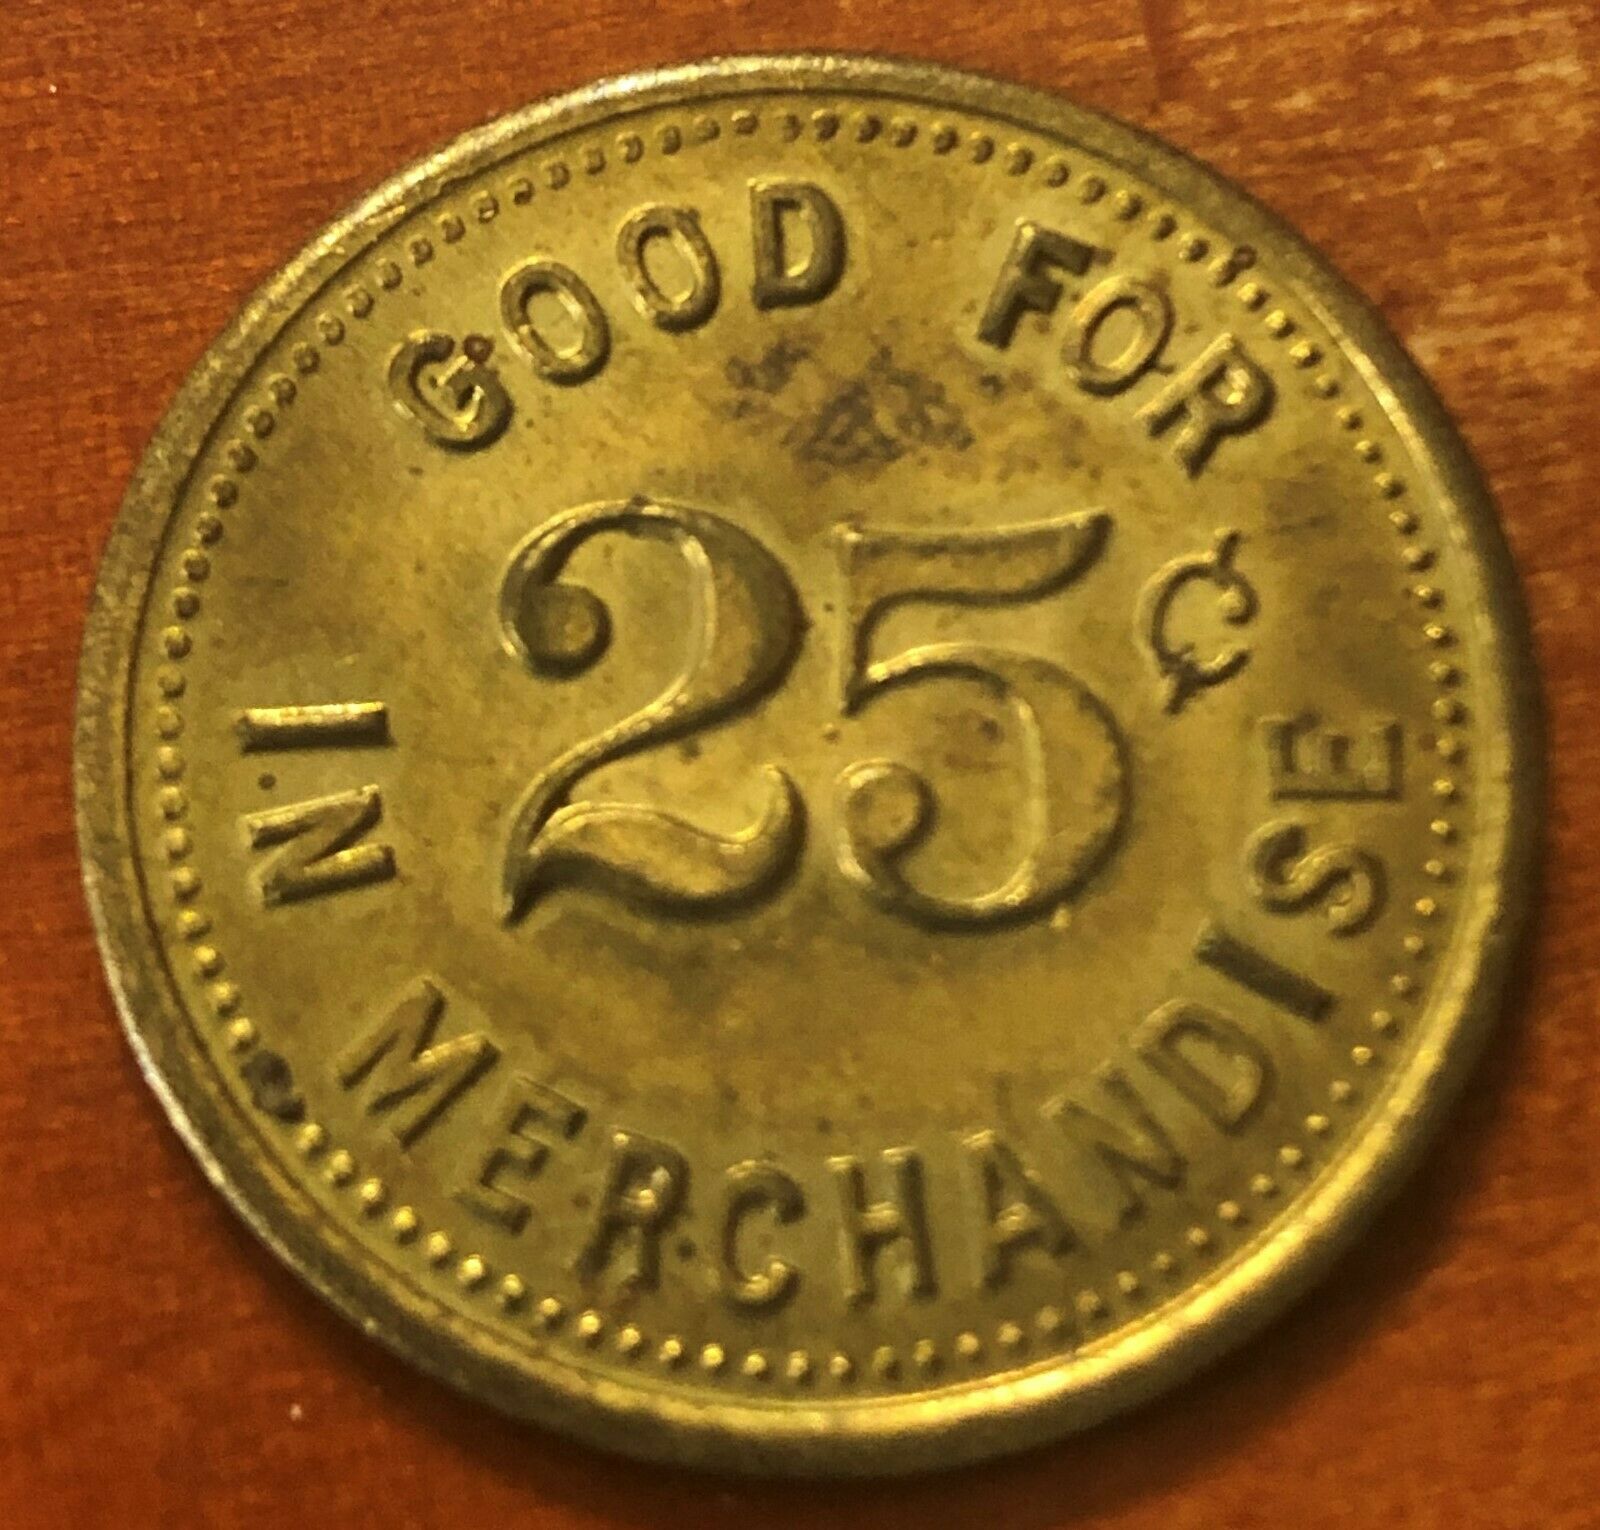 GOOD FOR
25¢
IN MERCHANDISE